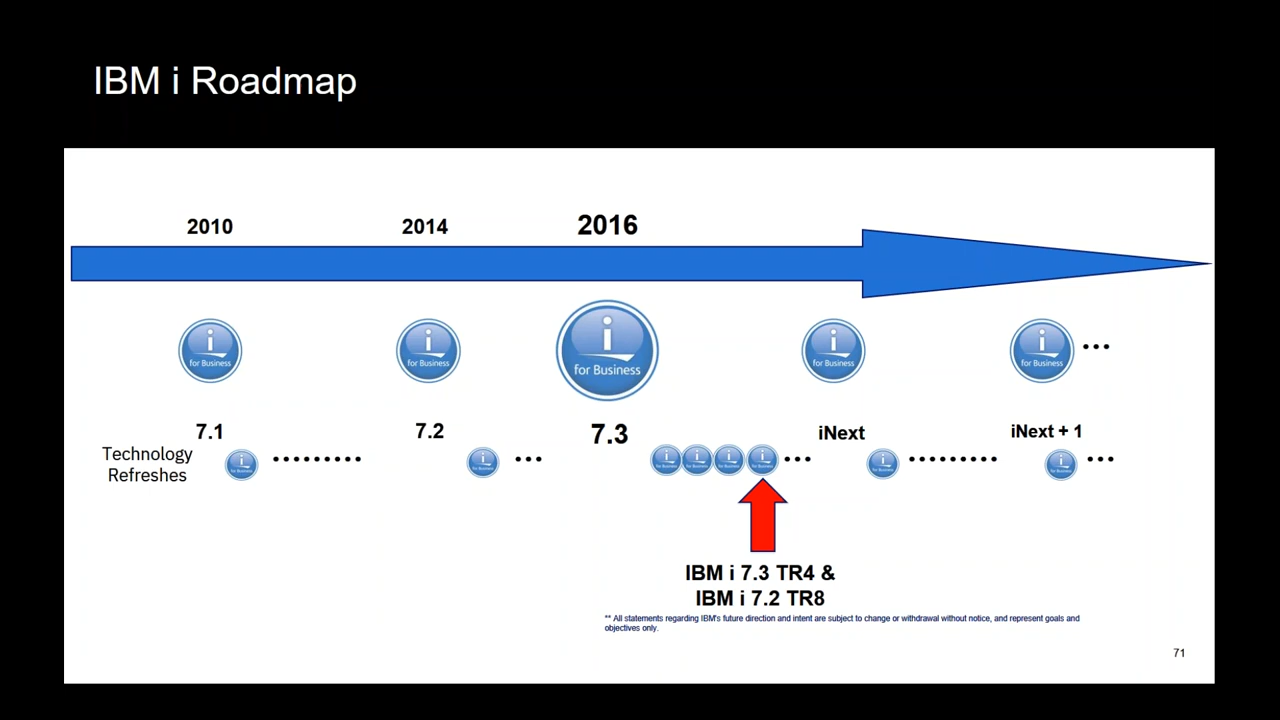 IBM i Roadmap
2010 2014 2016
i i i i i
for Business for Business for Business for Business for Business
7.1 7.2 7.3 iNext iNext + 1
Technology
Refreshes
IBM i 7.3 TR4 &
IBM i 7.2 TR8
** All statements regarding IBM's future direction and intent are subject to change or withdrawal without notice, and represent goals and
objectives only.
71